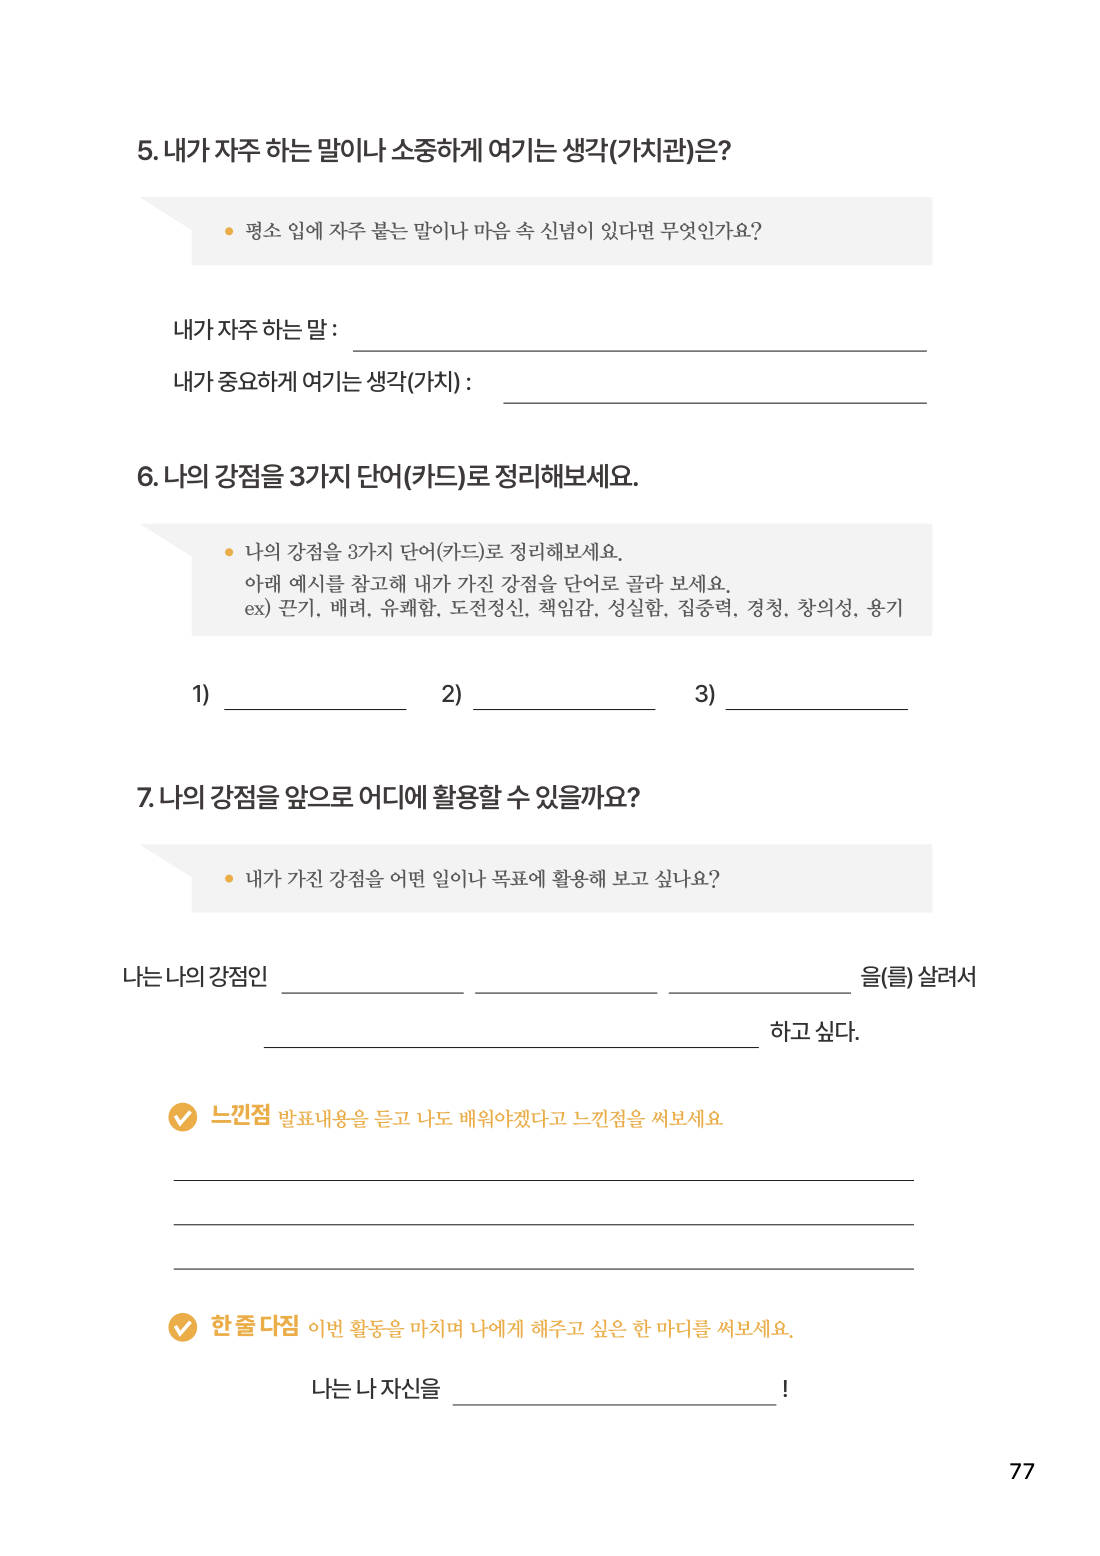 5. 내가 자주 하는 말이나 소중하게 여기는 생각(가치관)은?
• 평소 입에 자주 붙는 말이나 마음 속 신념이 있다면 무엇인가요?
내가 자주 하는 말 :
내가 중요하게 여기는 생각(가치) :
6. 나의 강점을 3가지 단어(카드)로 정리해보세요.
• 나의 강점을 3가지 단어(카드)로 정리해보세요.
아래 예시를 참고해 내가 가진 강점을 단어로 골라 보세요.
ex) 끈기, 배려, 유쾌함, 도전정신, 책임감, 성실함, 집중력, 경청, 창의성, 용기
1) 2) 3)
7. 나의 강점을 앞으로 어디에 활용할 수 있을까요?
• 내가 가진 강점을 어떤 일이나 목표에 활용해 보고 싶나요?
나는 나의 강점인 을(를) 살려서
하고 싶다.
느낀점 발표내용을 듣고 나도 배워야겠다고 느낀점을 써보세요
한 줄 다짐 이번 활동을 마치며 나에게 해주고 싶은 한 마디를 써보세요.
나는 나 자신을 !
77